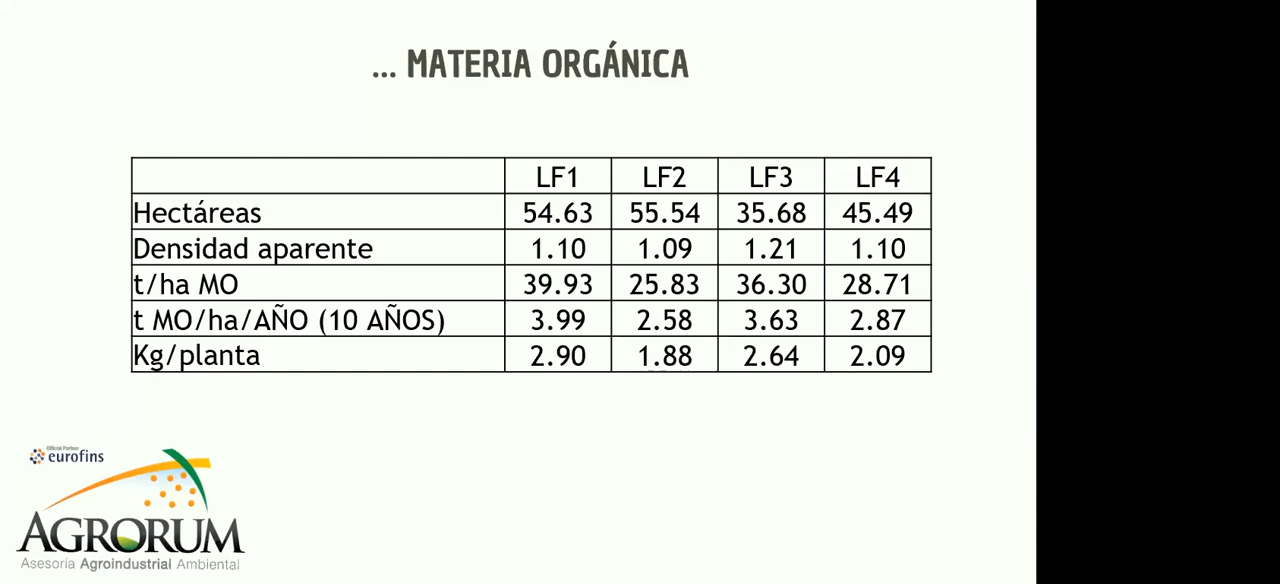 ... MATERIA ORGÁNICA
LF1 LF2 LF3 LF4
Hectáreas 54.63 55.54 35.68 45.49
Densidad aparente 1.10 1.09 1.21 1.10
t/ha MO 39.93 25.83 36.30 28.71
t MO/ha/AÑO (10 AÑOS) 3.99 2.58 3.63 2.87
Kg/planta 2.90 1.88 2.64 2.09
Official Partner
eurofins
AGRORUM
Asesoría Agroindustrial Ambiental